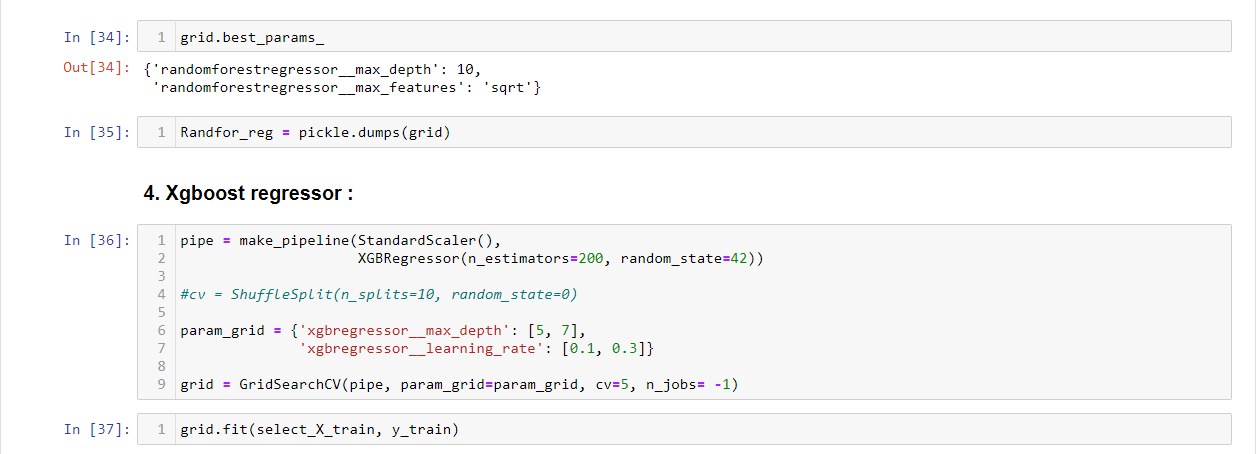 In [34]: 1 grid.best_params_
Out[34]: {'randomforestregressor__max_depth': 10,
'randomforestregressor__max_features': 'sqrt'}
In [35]: 1 Randfor_reg = pickle.dumps(grid)
4. Xgboost regressor :
In [36]: 1 pipe = make_pipeline(StandardScaler(),
2 XGBRegressor(n_estimators=200, random_state=42))
3
4 #cv = ShuffleSplit(n_splits=10, random_state=0)
5
6 param_grid = {'xgbregressor__max_depth': [5, 7],
7 'xgbregressor__learning_rate': [0.1, 0.3]}
8
9 grid = GridSearchCV(pipe, param_grid=param_grid, cv=5, n_jobs= -1)
In [37]: 1 grid.fit(select_X_train, y_train)